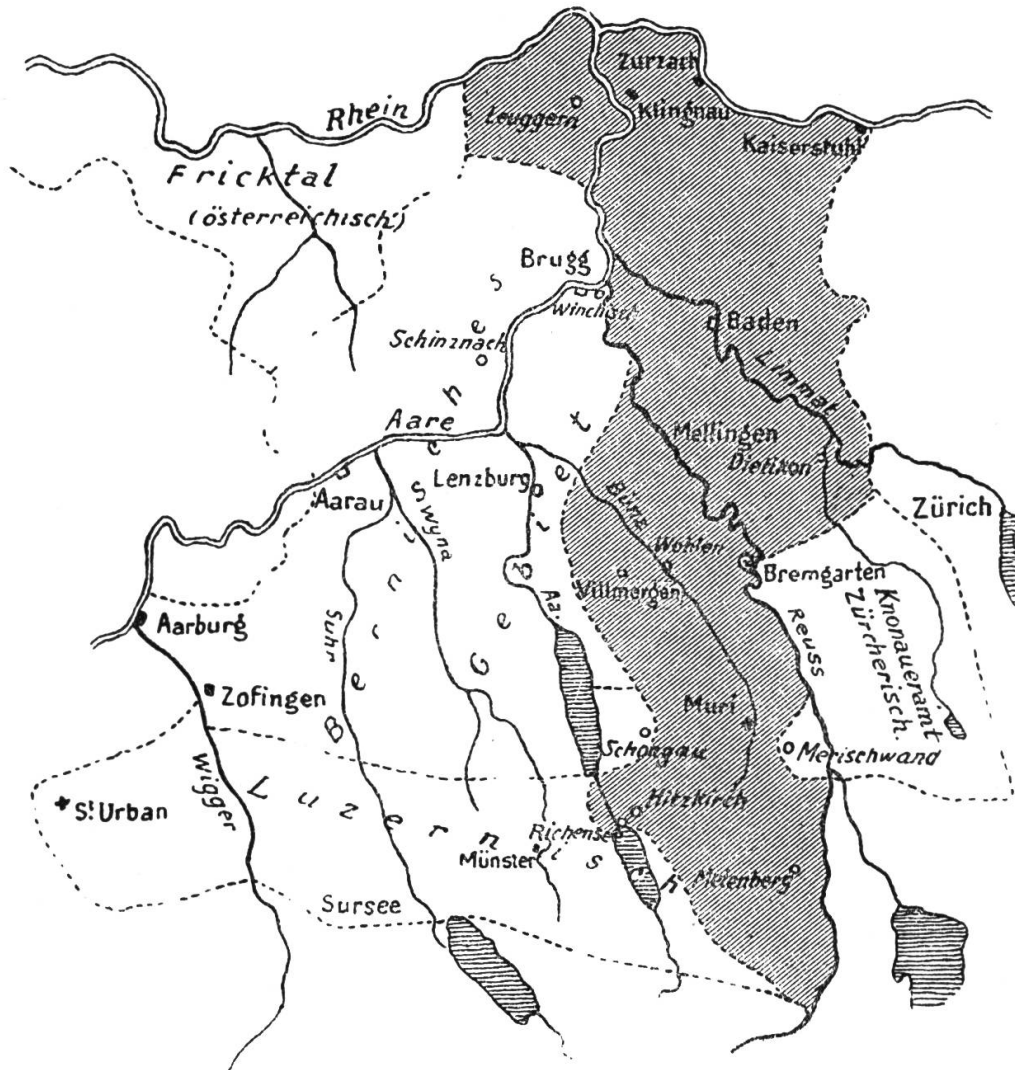 Zurzach
Rhein
Leuggern
Klingnau
Kaiserstuhl
Fricktal
(österreichisch)
Brugg
Windisch
Baden
Schinznach
Limmat
Aare
Mellingen
Dietikon
Lenzburg
Aarau
Zürich
Wyna
Bünz
Wohlen
Bremgarten
Villmergen
Aa.
Aarburg
Suhr
Reuss
Knonaueramt
Zürcherisch.
Zofingen
Bernisches Gebiet
Muri
Schongau
Merischwand
Wigger
St. Urban
Luzernisch
Hitzkirch
Richensee
Münster
Meienberg
Sursee